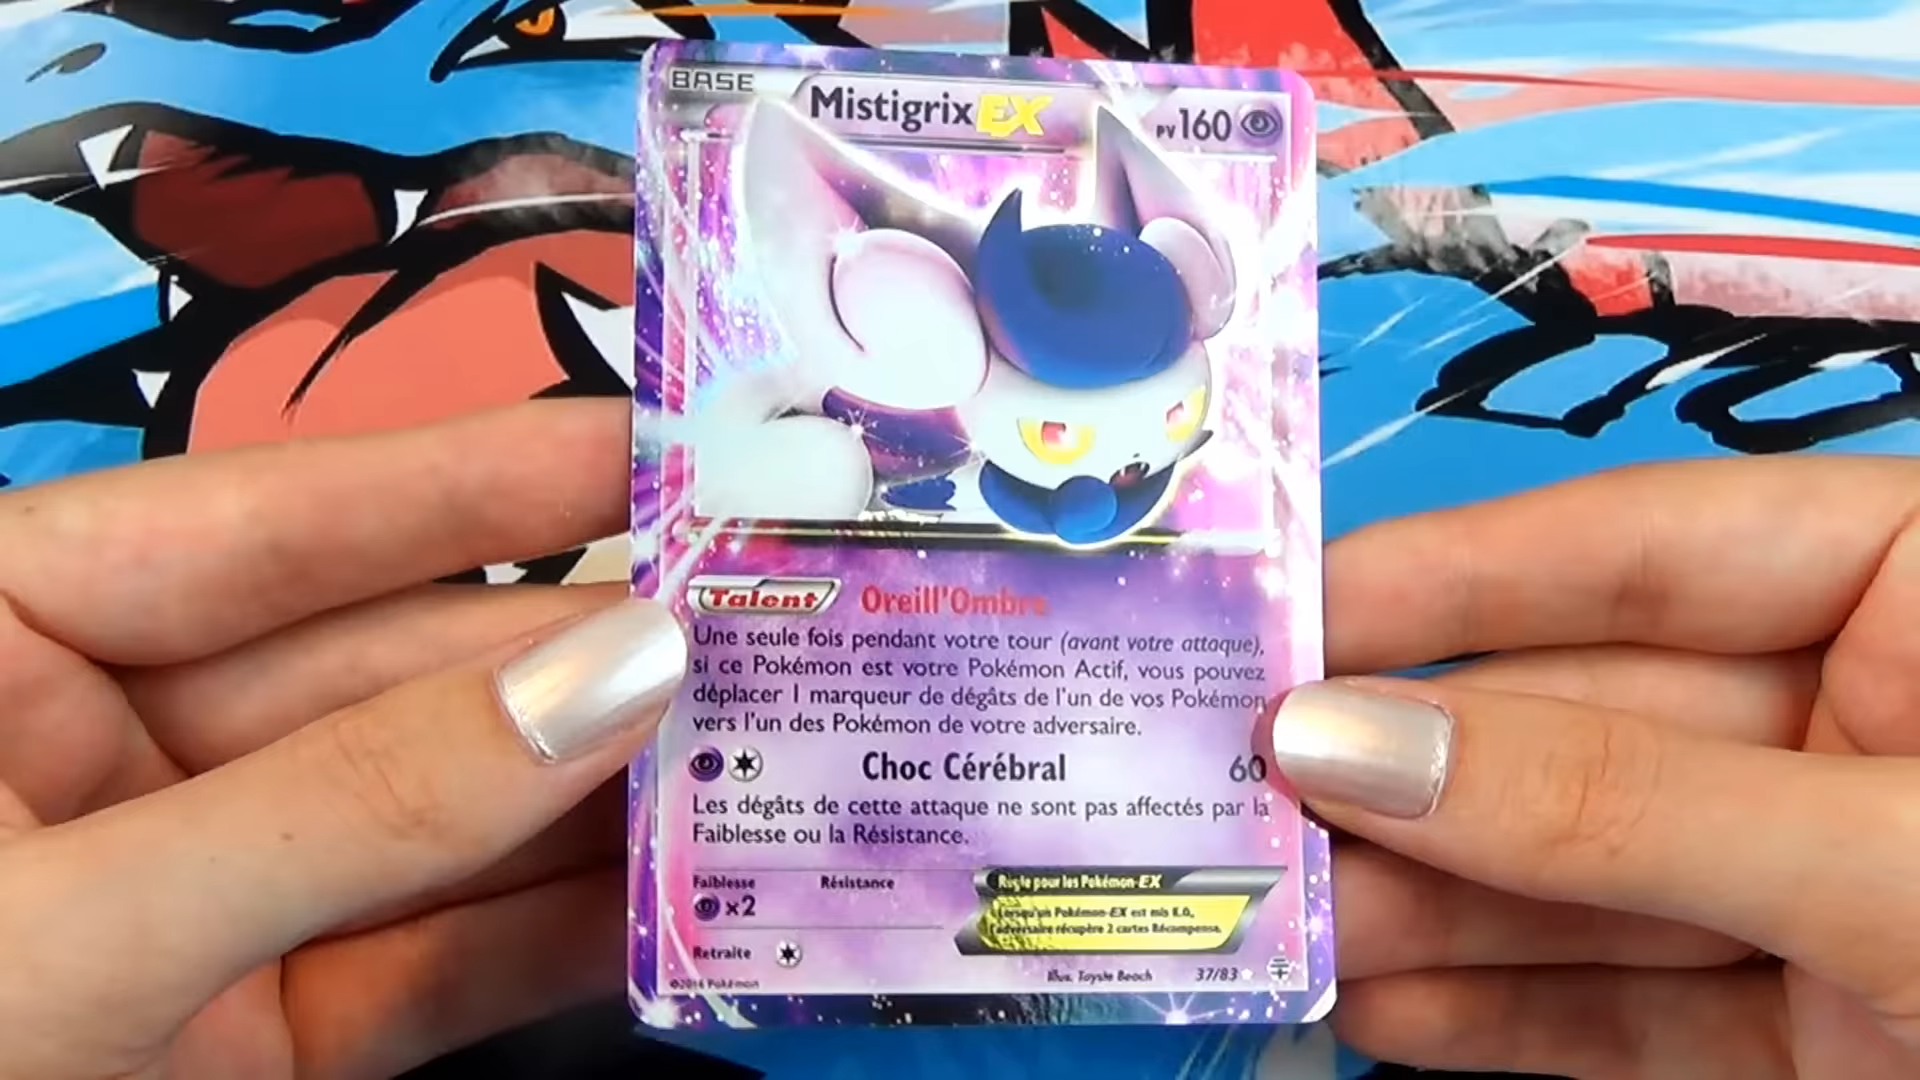 BASE
Mistigrix EX
PV 160
Talent Oreill'Ombre
Une seule fois pendant votre tour (avant votre attaque),
si ce Pokémon est votre Pokémon Actif, vous pouvez
déplacer 1 marqueur de dégâts de l'un de vos Pokémon
vers l'un des Pokémon de votre adversaire.
Choc Cérébral 60
Les dégâts de cette attaque ne sont pas affectés par la
Faiblesse ou la Résistance.
Faiblesse Résistance
x2
Règle pour les Pokémon-EX
Lorsqu'un Pokémon-EX est mis K.O.,
l'adversaire récupère 2 cartes Récompense.
Retraite
Illus. Toyste Beach
37/83
©2016 Pokémon